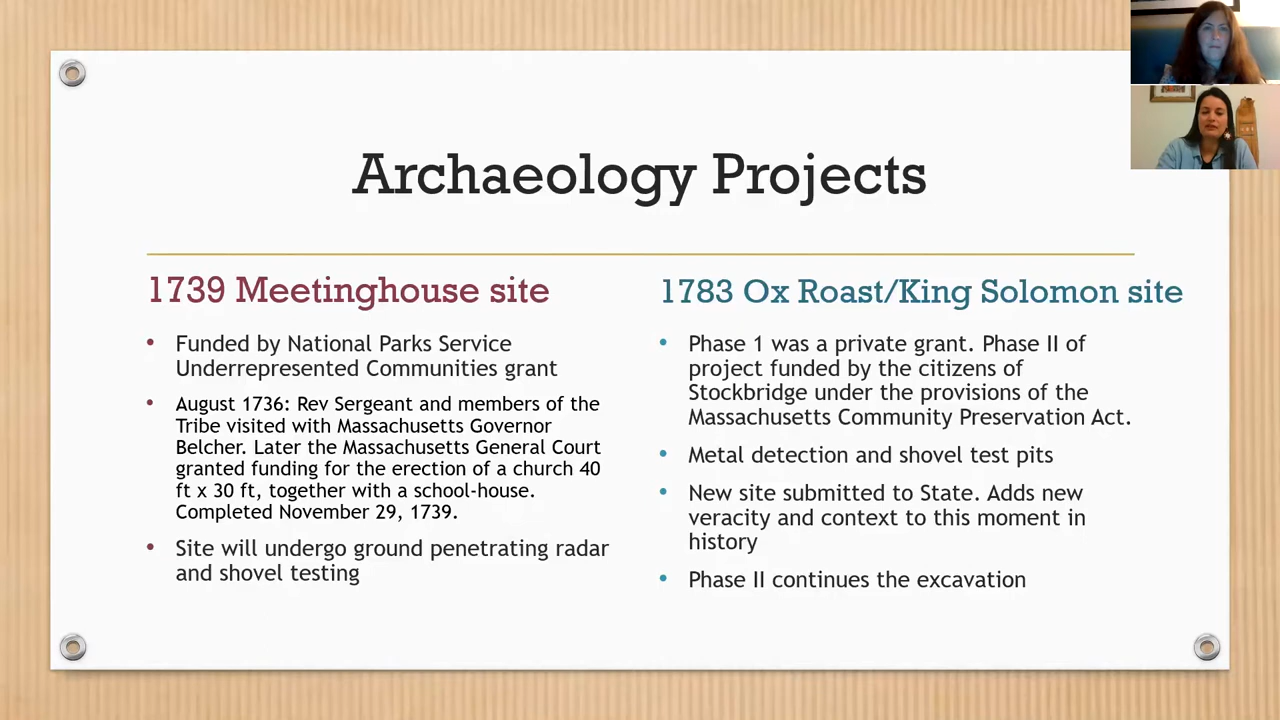 Archaeology Projects
1739 Meetinghouse site
• Funded by National Parks Service
Underrepresented Communities grant
• August 1736: Rev Sergeant and members of the
Tribe visited with Massachusetts Governor
Belcher. Later the Massachusetts General Court
granted funding for the erection of a church 40
ft x 30 ft, together with a school-house.
Completed November 29, 1739.
• Site will undergo ground penetrating radar
and shovel testing
1783 Ox Roast/King Solomon site
• Phase 1 was a private grant. Phase II of
project funded by the citizens of
Stockbridge under the provisions of the
Massachusetts Community Preservation Act.
• Metal detection and shovel test pits
• New site submitted to State. Adds new
veracity and context to this moment in
history
• Phase II continues the excavation